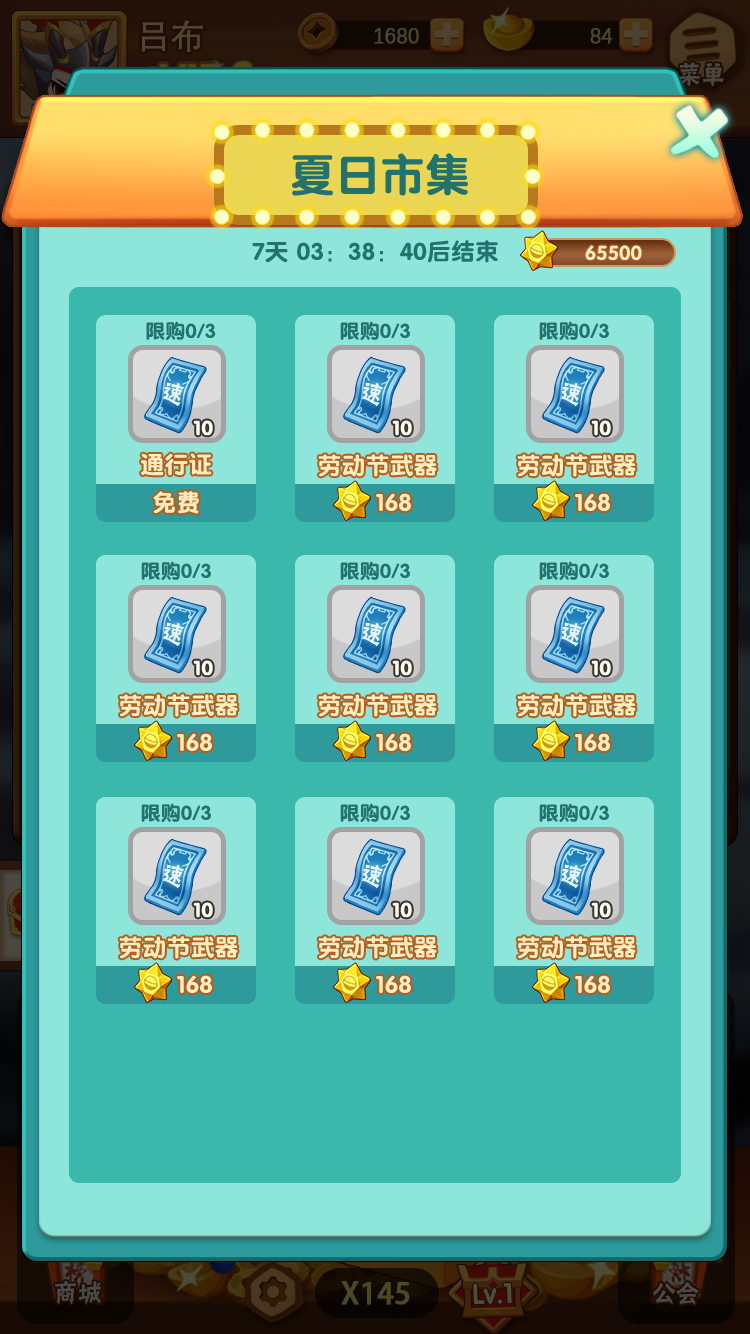 吕布
1680
84
菜单
夏日市集
7天 03：38：40后结束
65500
限购0/3
速
10
通行证
免费
限购0/3
速
10
劳动节武器
168
限购0/3
速
10
劳动节武器
168
限购0/3
速
10
劳动节武器
168
限购0/3
速
10
劳动节武器
168
限购0/3
速
10
劳动节武器
168
限购0/3
速
10
劳动节武器
168
限购0/3
速
10
劳动节武器
168
限购0/3
速
10
劳动节武器
168
商城
X145
Lv.1
公会